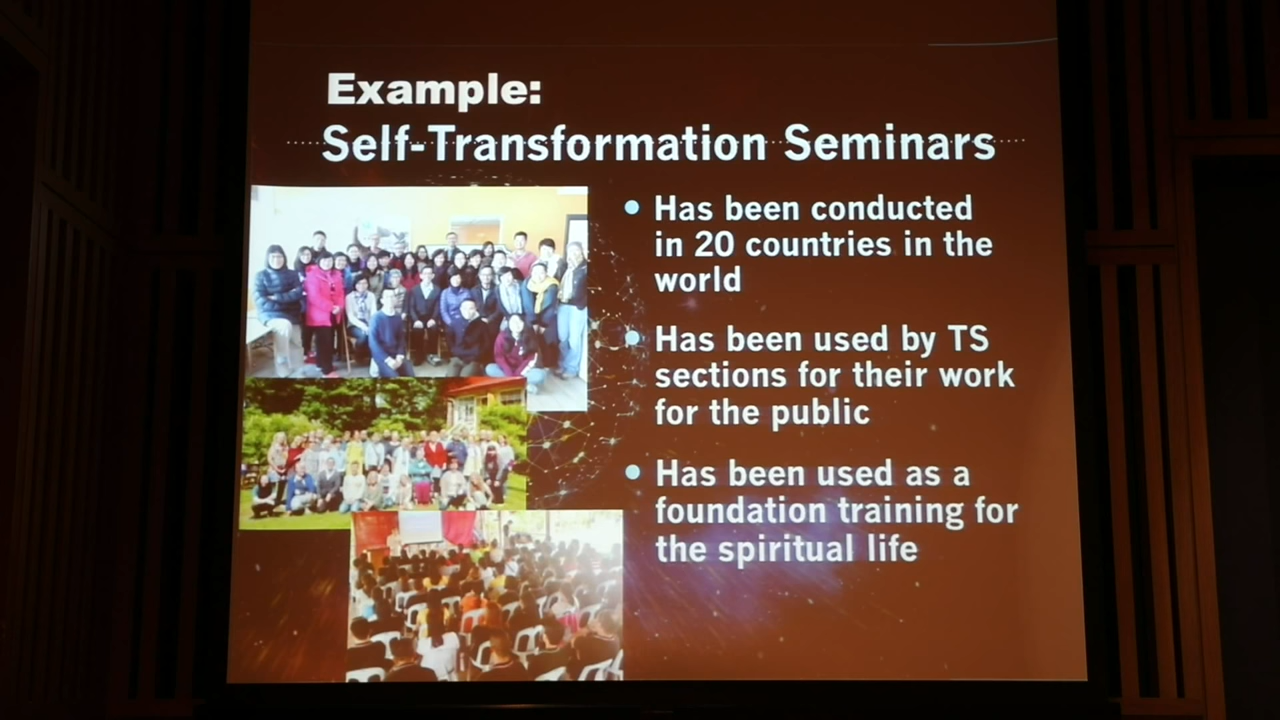 Example:
Self-Transformation Seminars
Has been conducted
in 20 countries in the
world
Has been used by TS
sections for their work
for the public
Has been used as a
foundation training for
the spiritual life